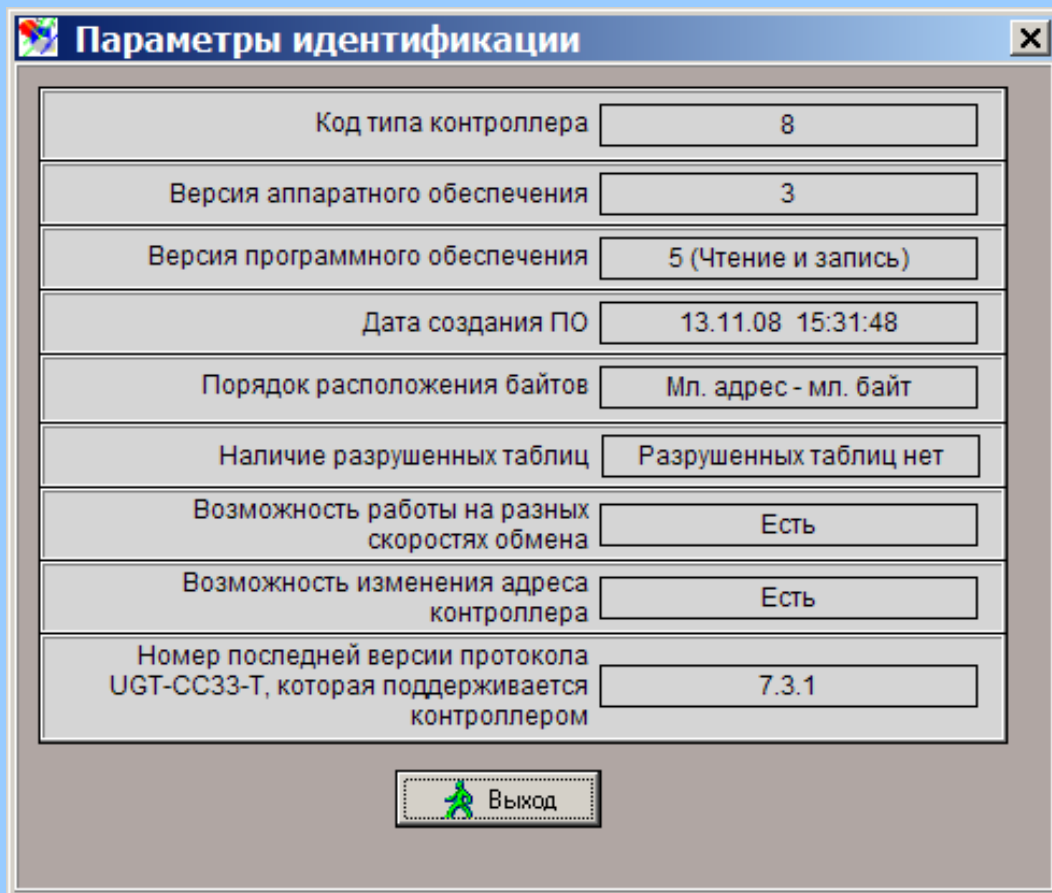 Параметры идентификации
Код типа контроллера 8
Версия аппаратного обеспечения 3
Версия программного обеспечения 5 (Чтение и запись)
Дата создания ПО 13.11.08 15:31:48
Порядок расположения байтов Мл. адрес - мл. байт
Наличие разрушенных таблиц Разрушенных таблиц нет
Возможность работы на разных
скоростях обмена Есть
Возможность изменения адреса
контроллера Есть
Номер последней версии протокола
UGT-CC33-T, которая поддерживается 7.3.1
контроллером
Выход